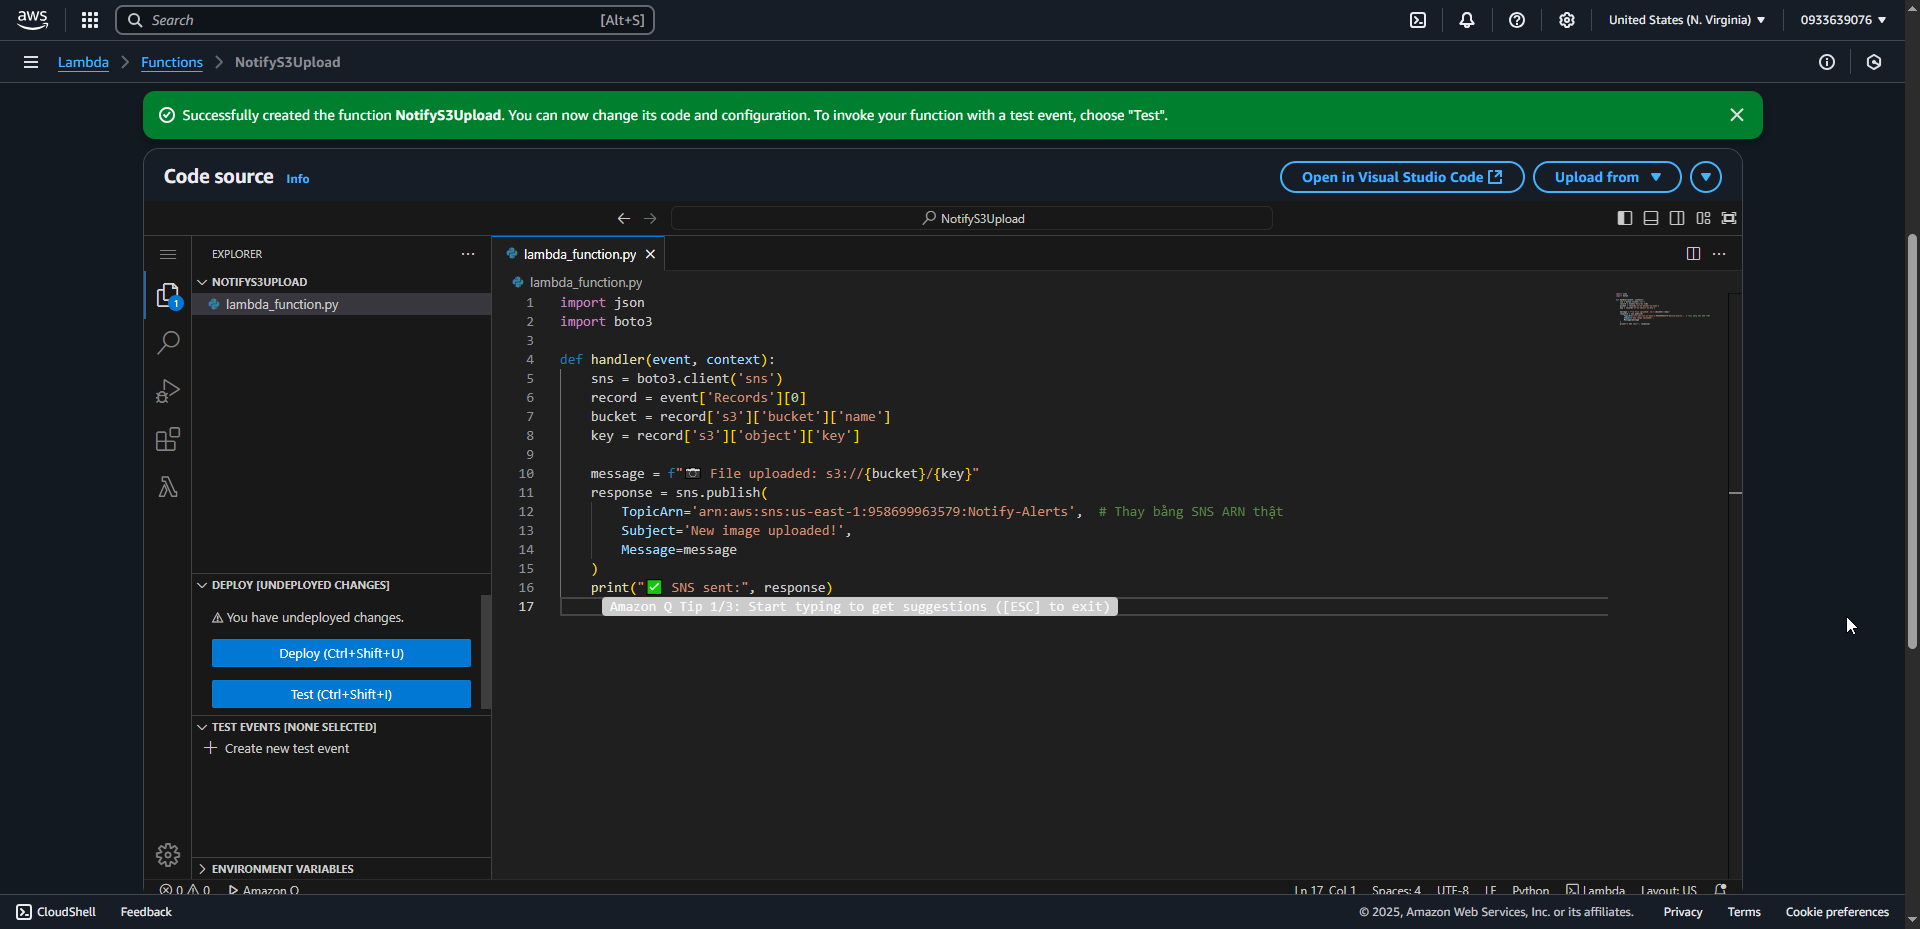 aws
Search [Alt+S]
United States (N. Virginia) ▼
0933639076 ▼
Lambda > Functions > NotifyS3Upload
Successfully created the function NotifyS3Upload. You can now change its code and configuration. To invoke your function with a test event, choose "Test".
Code source Info
Open in Visual Studio Code
Upload from ▼
NotifyS3Upload
EXPLORER
NOTIFYS3UPLOAD
lambda_function.py
1
DEPLOY [UNDEPLOYED CHANGES]
You have undeployed changes.
Deploy (Ctrl+Shift+U)
Test (Ctrl+Shift+I)
TEST EVENTS [NONE SELECTED]
Create new test event
ENVIRONMENT VARIABLES
lambda_function.py
lambda_function.py
1 import json
2 import boto3
3
4 def handler(event, context):
5 sns = boto3.client('sns')
6 record = event['Records'][0]
7 bucket = record['s3']['bucket']['name']
8 key = record['s3']['object']['key']
9
10 message = f"📷 File uploaded: s3://{bucket}/{key}"
11 response = sns.publish(
12 TopicArn='arn:aws:sns:us-east-1:958699963579:Notify-Alerts', # Thay bằng SNS ARN thật
13 Subject='New image uploaded!',
14 Message=message
15 )
16 print("✅ SNS sent:", response)
17 Amazon Q Tip 1/3: Start typing to get suggestions ([ESC] to exit)
0 0 Amazon Q
Ln 17, Col 1 Spaces: 4 UTF-8 LF Python Lambda Layout: US
CloudShell Feedback
© 2025, Amazon Web Services, Inc. or its affiliates. Privacy Terms Cookie preferences